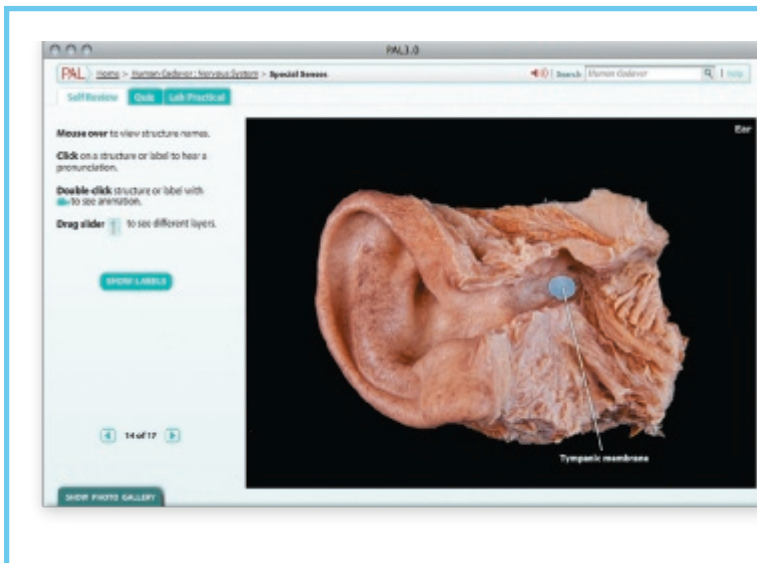 PAL3.0
PAL Home > Human Cadaver: Nervous System > Special Senses
Search: Human Cadaver
Help
Self Review Quiz Lab Practical
Ear
Mouse over to view structure names.
Click on a structure or label to hear a
pronunciation.
Double-click structure or label with
to see animation.
Drag slider to see different layers.
SHOW LABELS
14 of 17
Tympanic membrane
SHOW PHOTO GALLERY